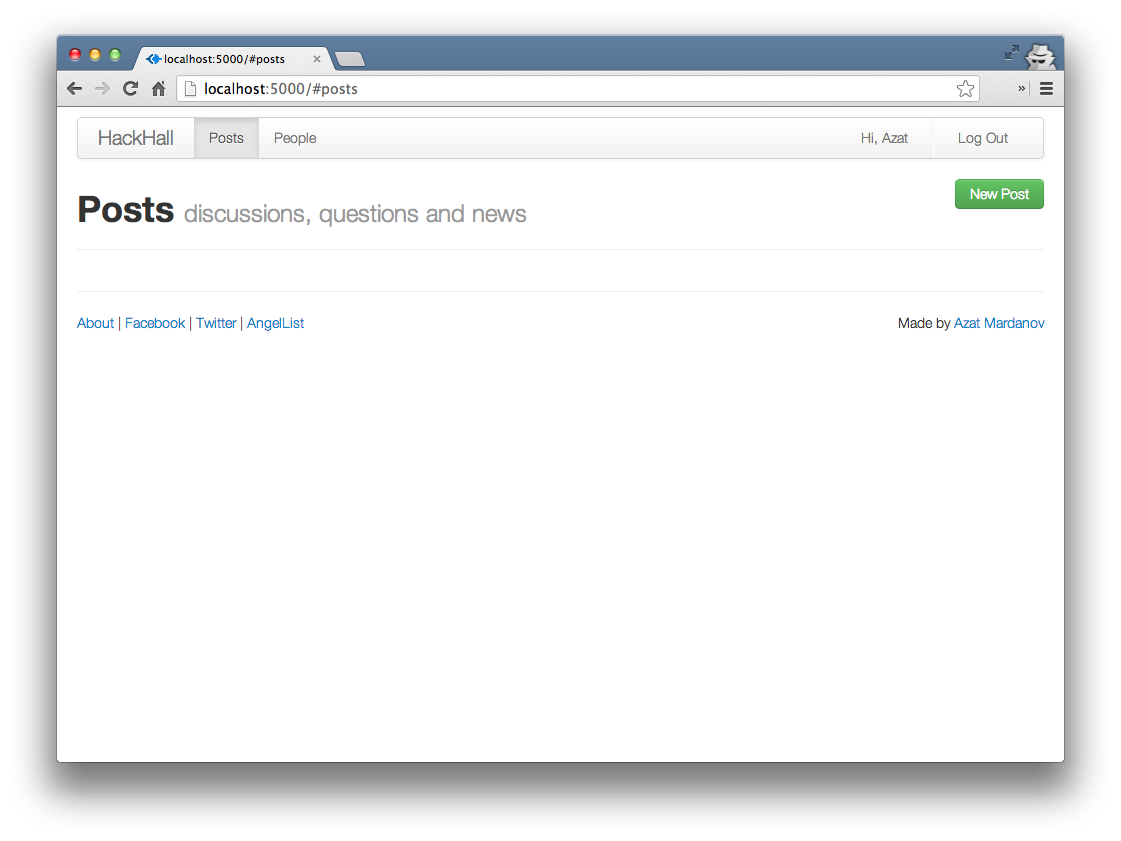 localhost:5000/#posts
localhost:5000/#posts
HackHall Posts People Hi, Azat Log Out
New Post
Posts discussions, questions and news
About | Facebook | Twitter | AngelList Made by Azat Mardanov